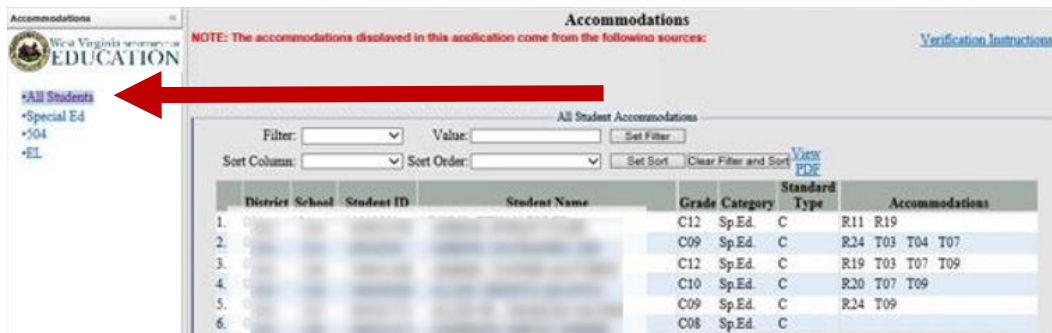 Accommodations
West Virginia
EDUCATION
•All Students
•Special Ed
•504
•EL
Accommodations
NOTE: The accommodations displayed in this application come from the following sources:
Verification Instructions
All Student Accommodations
Filter: Value: Set Filter
Sort Column: Sort Order: Set Sort Clear Filter and Sort View PDF
District School Student ID Student Name Grade Category Standard Type Accommodations
1. C12 Sp.Ed. C R11 R19
2. C09 Sp.Ed. C R24 T03 T04 T07
3. C12 Sp.Ed. C R19 T03 T07 T09
4. C10 Sp.Ed. C R20 T07 T09
5. C09 Sp.Ed. C R24 T09
6. C08 Sp.Ed. C